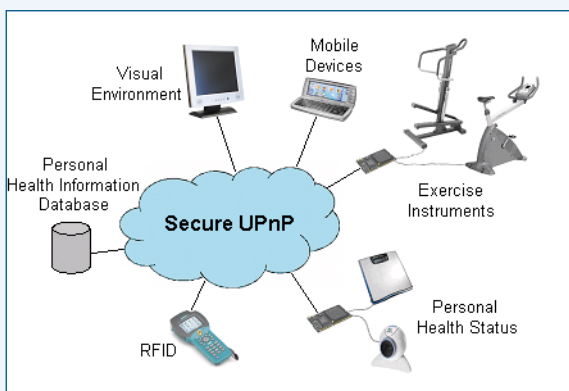 Mobile
Devices
Visual
Environment
Personal
Health Information
Database
Exercise
Instruments
Secure UPnP
Personal
Health Status
RFID